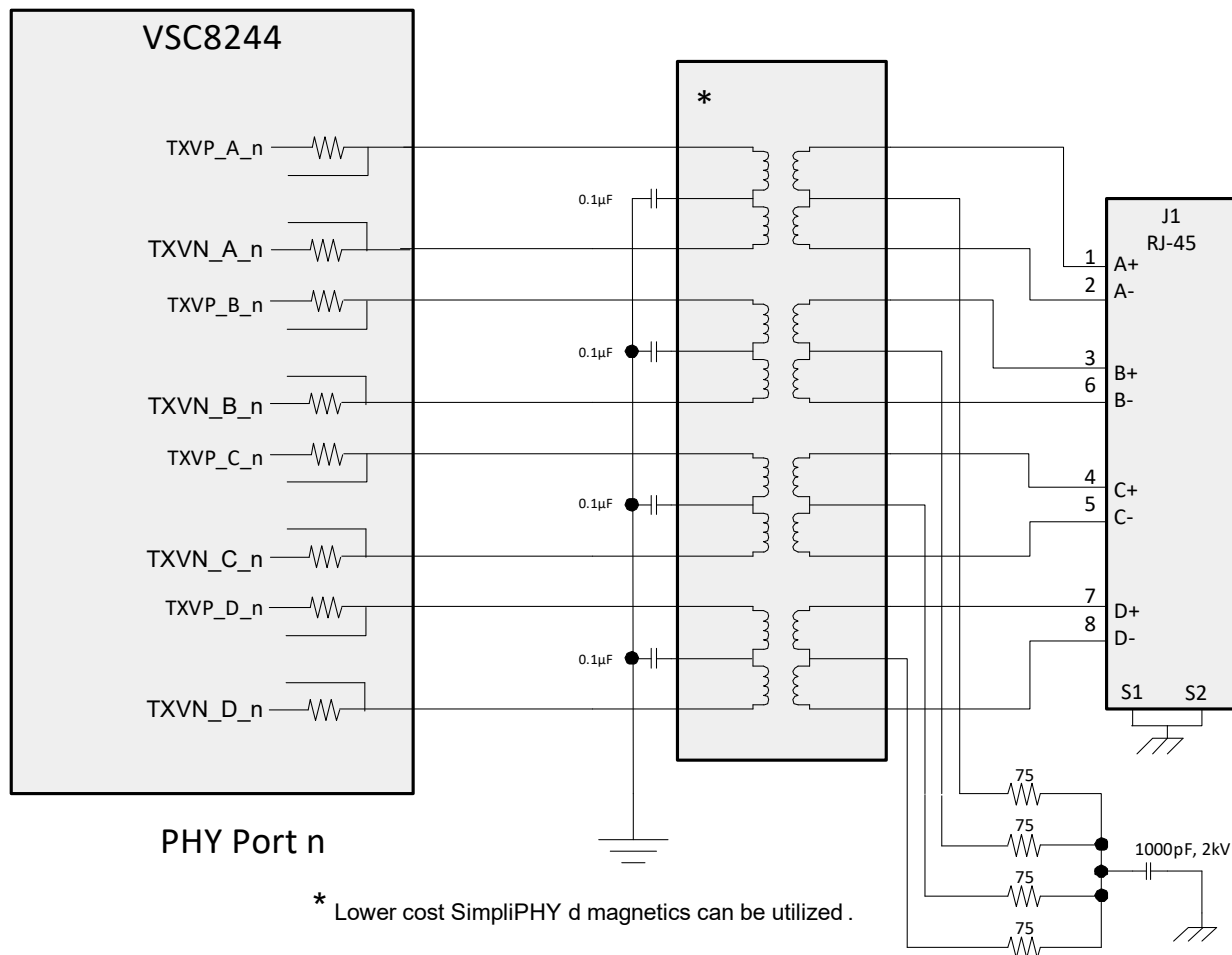 VSC8244
*
TXVP_A_n
0.1µF
TXVN_A_n
TXVP_B_n
0.1µF
TXVN_B_n
TXVP_C_n
0.1µF
TXVN_C_n
TXVP_D_n
0.1µF
TXVN_D_n
J1
RJ-45
1 A+
2 A-
3 B+
6 B-
4 C+
5 C-
7 D+
8 D-
S1 S2
75
75
75
75
1000pF, 2kV
PHY Port n
* Lower cost SimpliPHY d magnetics can be utilized .